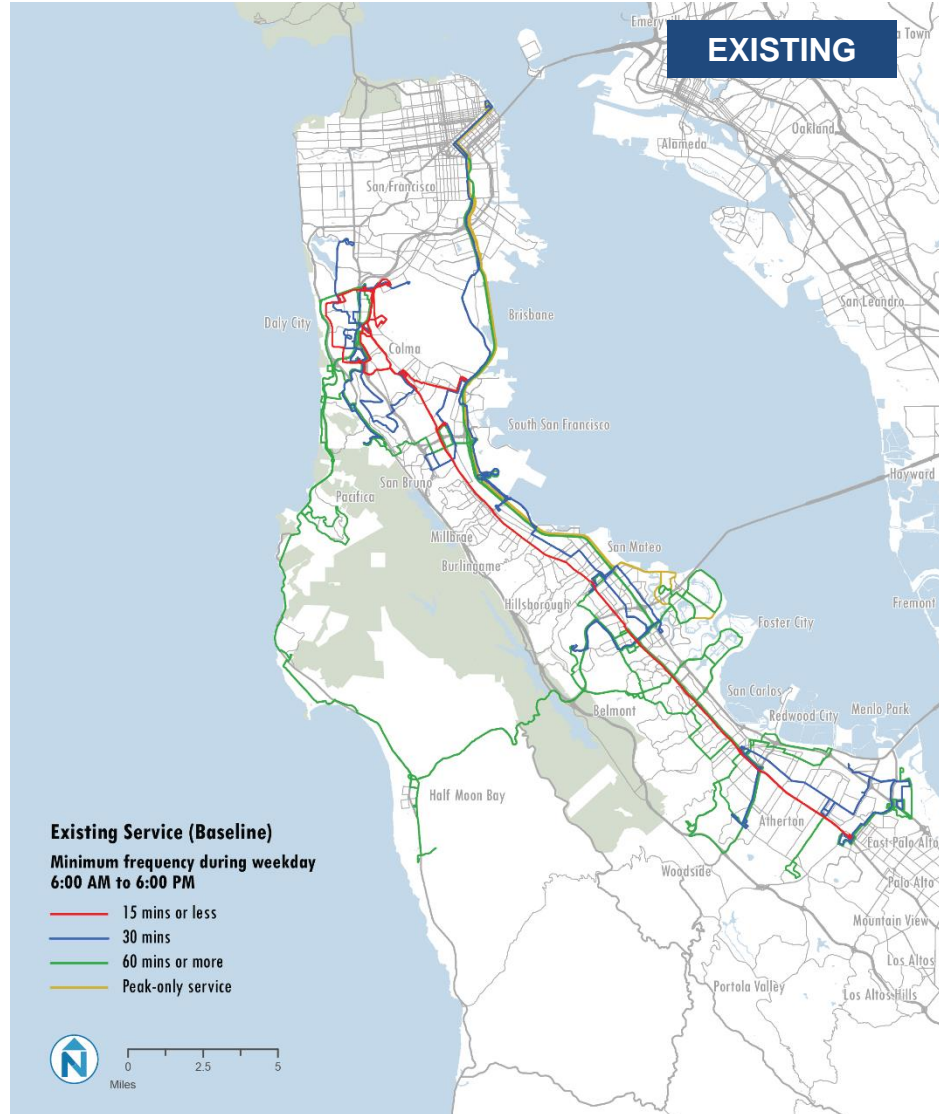 EXISTING
Emeryvill
a Town
Oakland
Alameda
San Francisco
San Leandro
Brisbane
Daly City
Colma
South San Francisco
Hayward
San Bruno
Pacifica
Millbrae
San Mateo
Burlingame
Hillsborough
Fremont
Foster City
San Carlos
Belmont
Redwood City
Menlo Park
Half Moon Bay
Atherton
East Palo Alto
Woodside
Palo Alto
Mountain View
Los Altos
Portola Valley
Los Altos Hills
Existing Service (Baseline)
Minimum frequency during weekday
6:00 AM to 6:00 PM
15 mins or less
30 mins
60 mins or more
Peak-only service
N
0 2.5 5
Miles